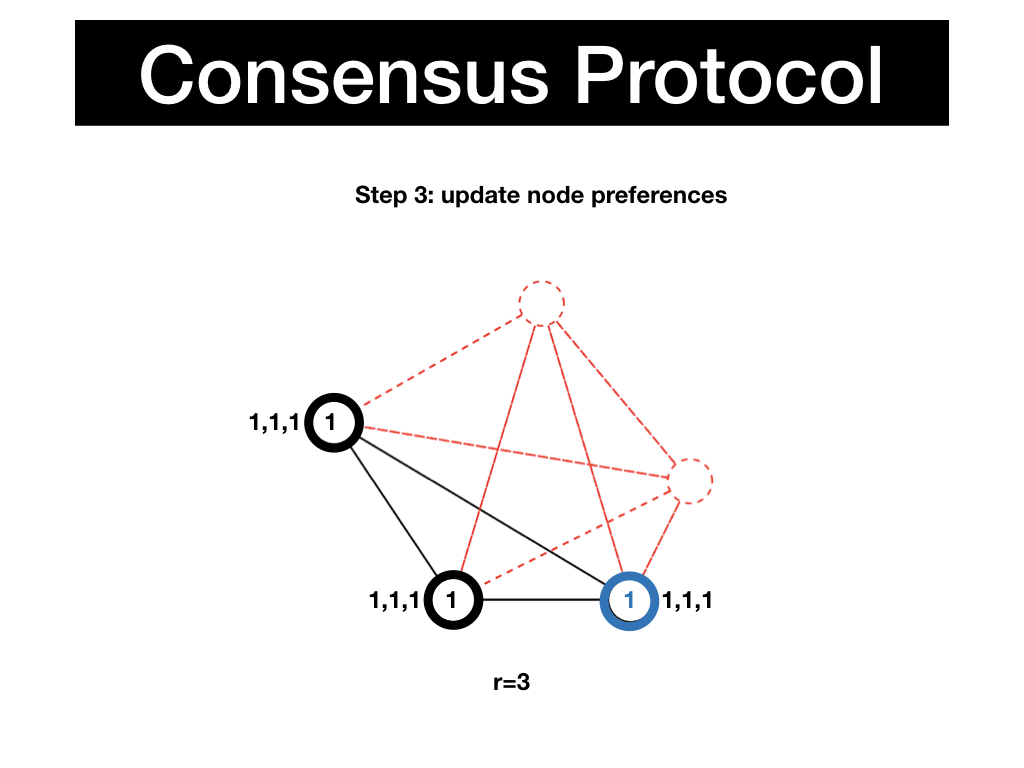 Consensus Protocol
Step 3: update node preferences
1,1,1 1
1,1,1 1 1 1,1,1
r=3